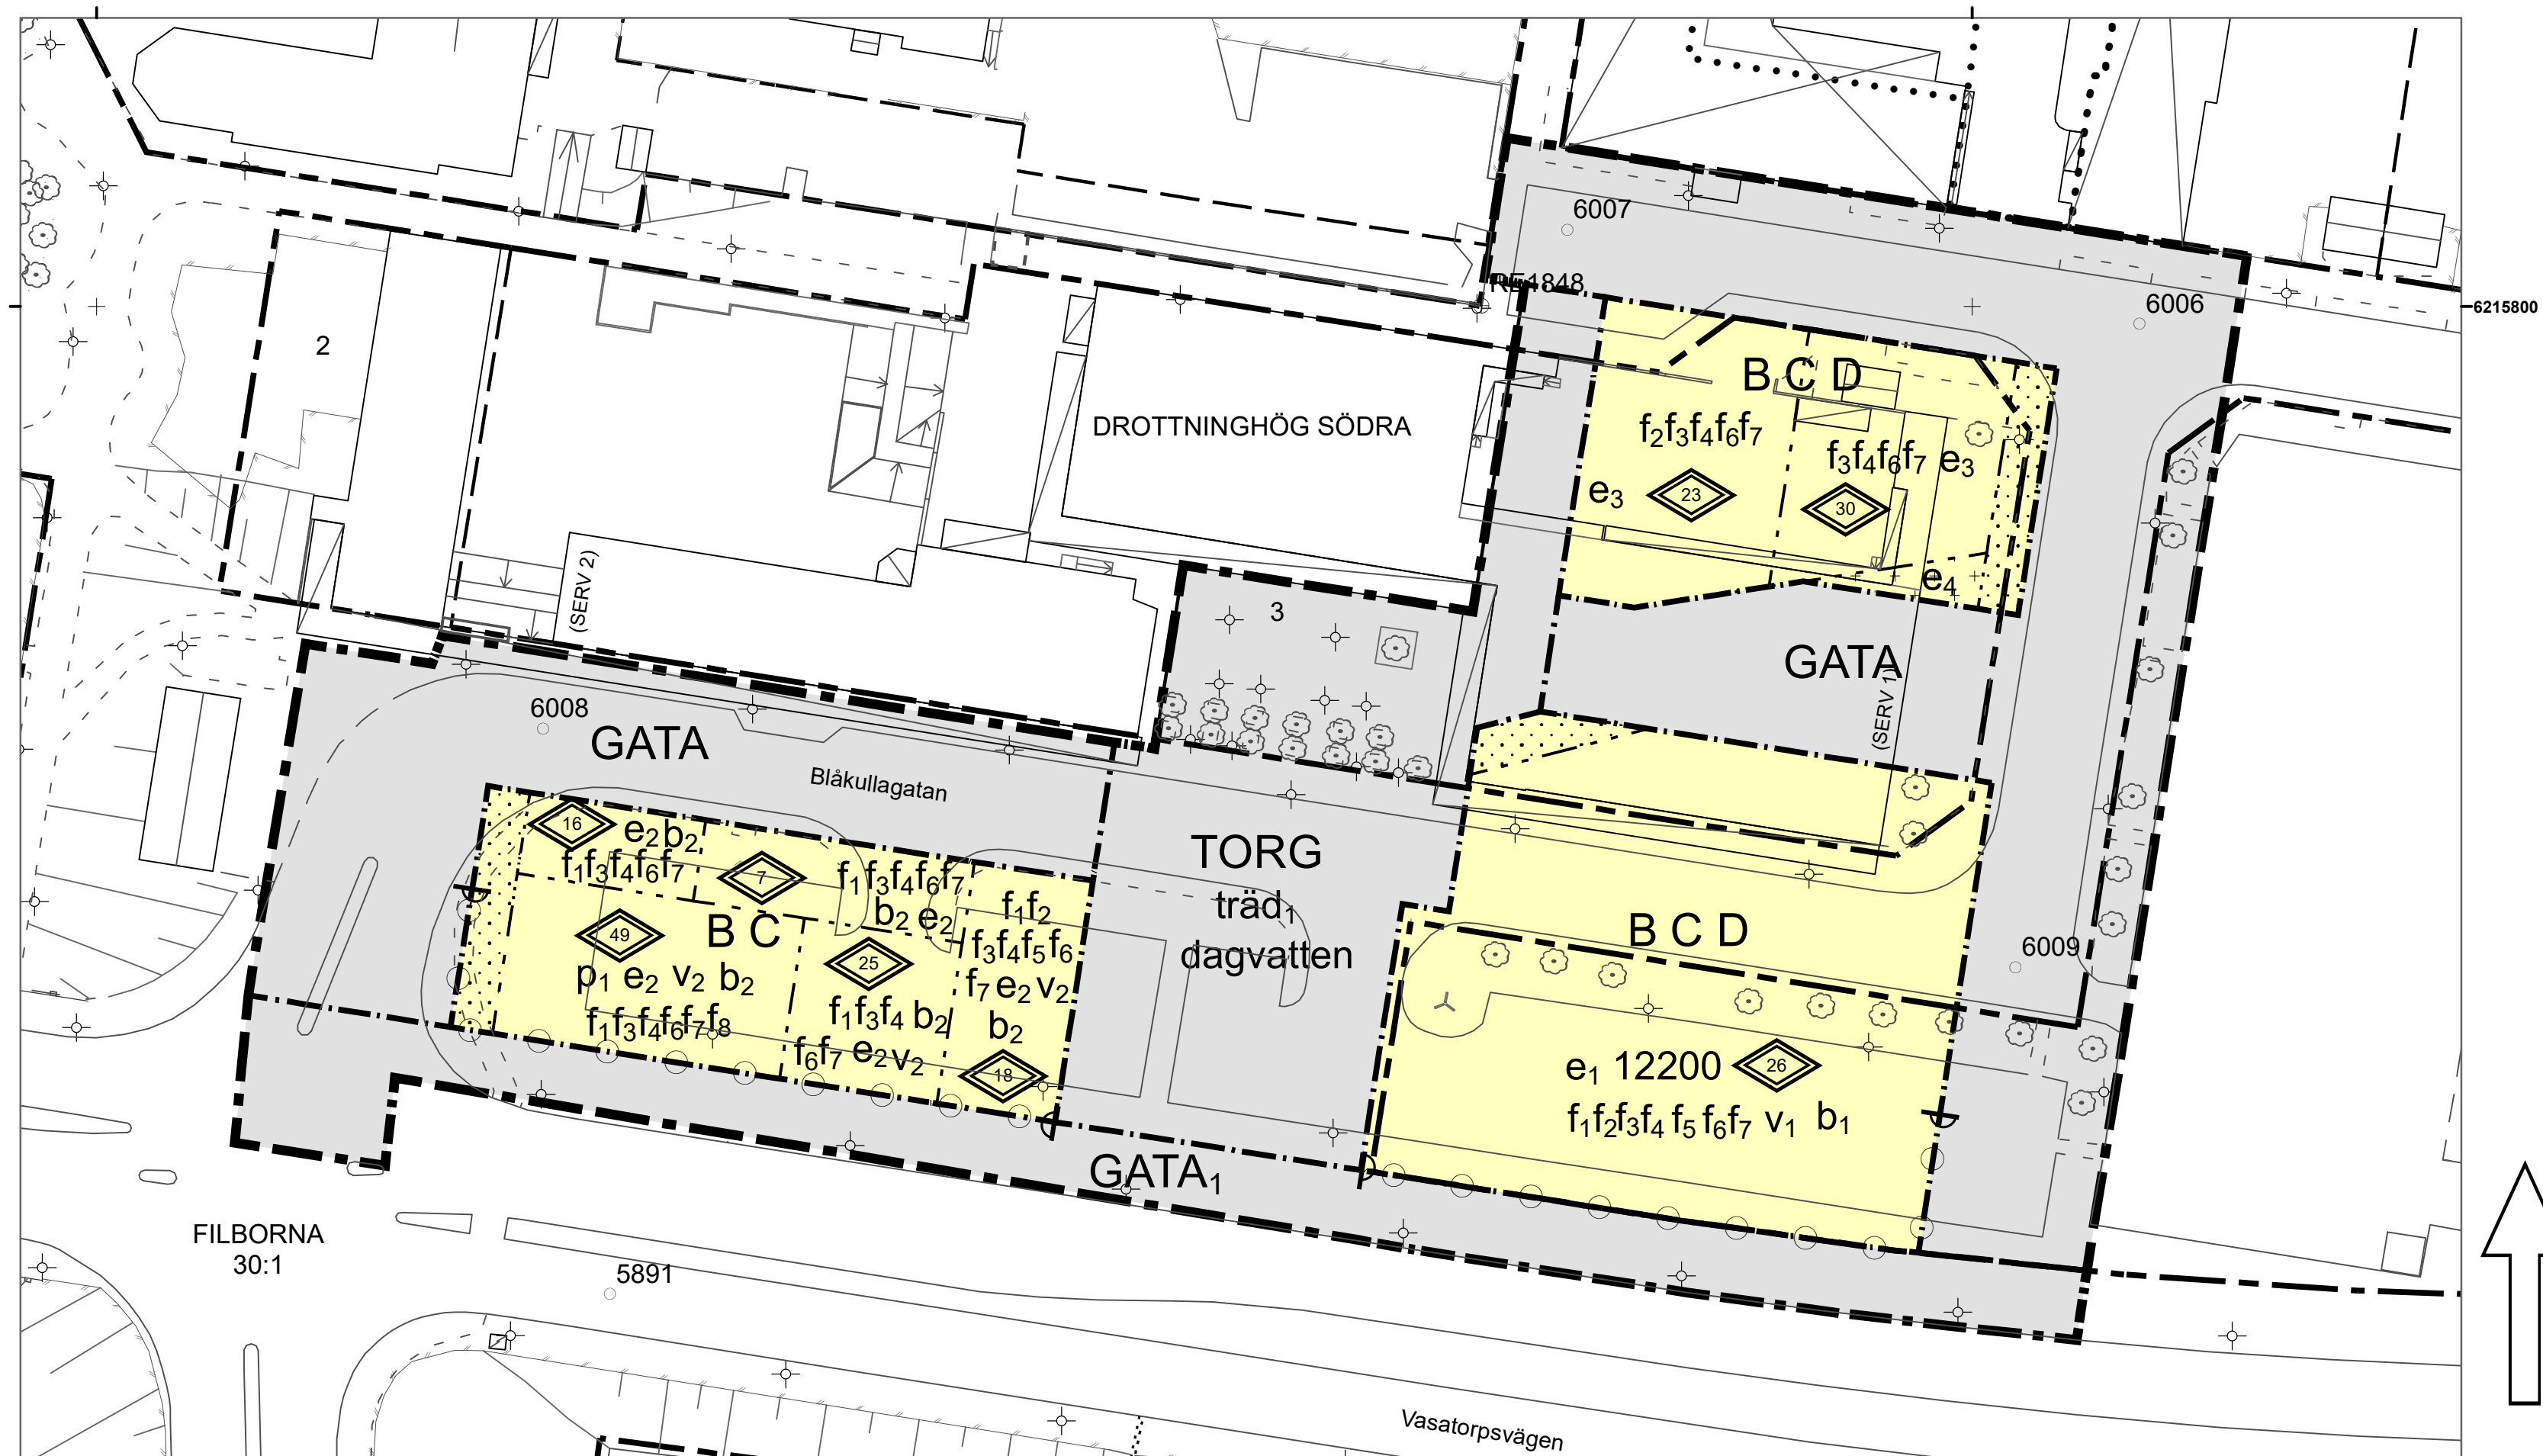 6007
RE1848
6006
6215800
2
B C D
DROTTNINGHÖG SÖDRA
f2f3f4f6f7
f3f4f6f7 e3
e3
23
30
e4
(SERV 2)
3
GATA
(SERV 1)
6008
GATA
Blåkullagatan
16
e2b2
f1f3f4f6f7
7
f1f3f4f6f7
b2 e2
TORG
träd1
dagvatten
f1f2
f3f4f5f6
f7 e2 v2
b2
18
49
B C
25
p1 e2 v2 b2
f1f3f4f6f7f8
f1f3f4 b2
f6f7 e2v2
B C D
6009
e1 12200
26
f1f2f3f4 f5 f6f7 v1 b1
GATA1
FILBORNA
30:1
5891
Vasatorpsvägen